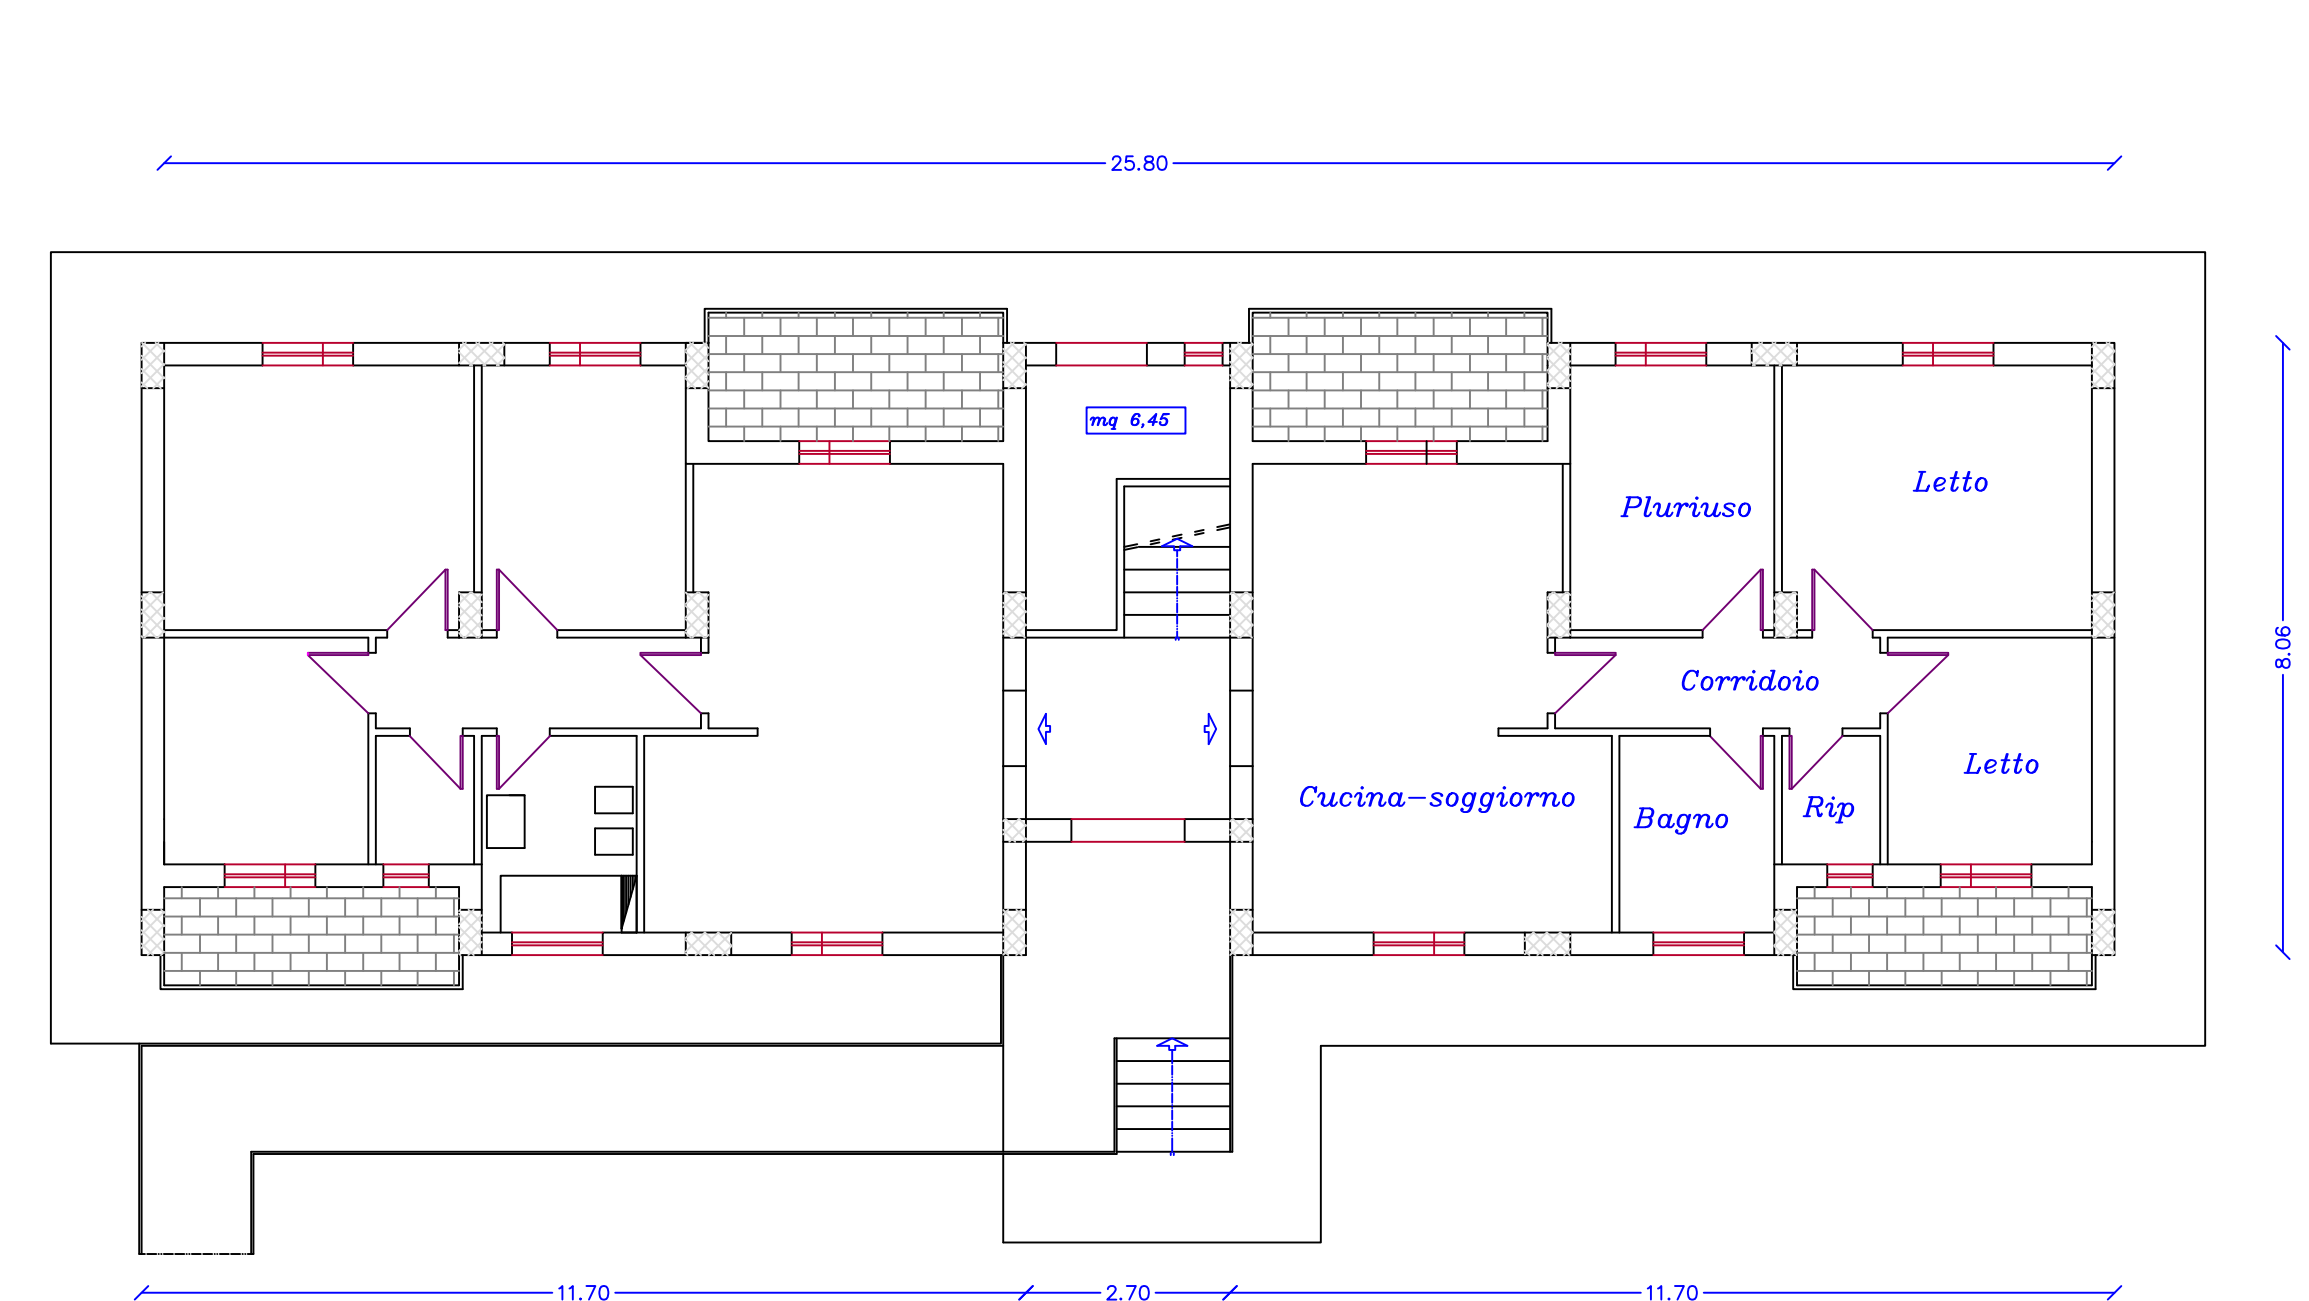 25.80
mq 6,45
Letto
Pluriuso
8.06
Corridoio
Letto
Cucina-soggiorno
Rip
Bagno
11.70
2.70
11.70